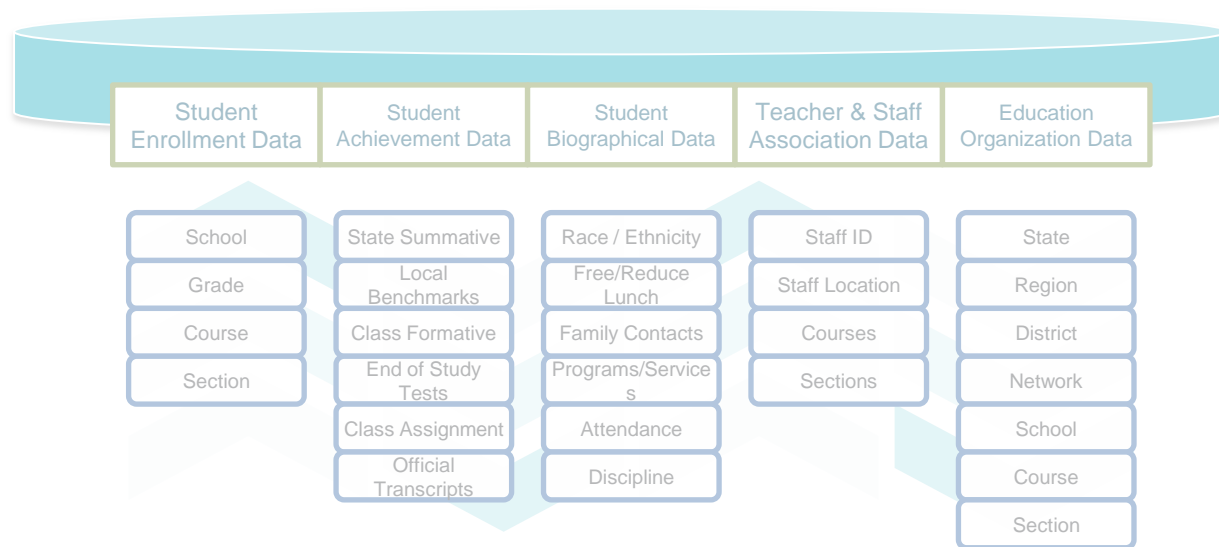 Student
Enrollment Data
Student
Achievement Data
Student
Biographical Data
Teacher & Staff
Association Data
Education
Organization Data
School
Grade
Course
Section
State Summative
Local
Benchmarks
Class Formative
End of Study
Tests
Class Assignment
Official
Transcripts
Race / Ethnicity
Free/Reduce
Lunch
Family Contacts
Programs/Service
s
Attendance
Discipline
Staff ID
Staff Location
Courses
Sections
State
Region
District
Network
School
Course
Section